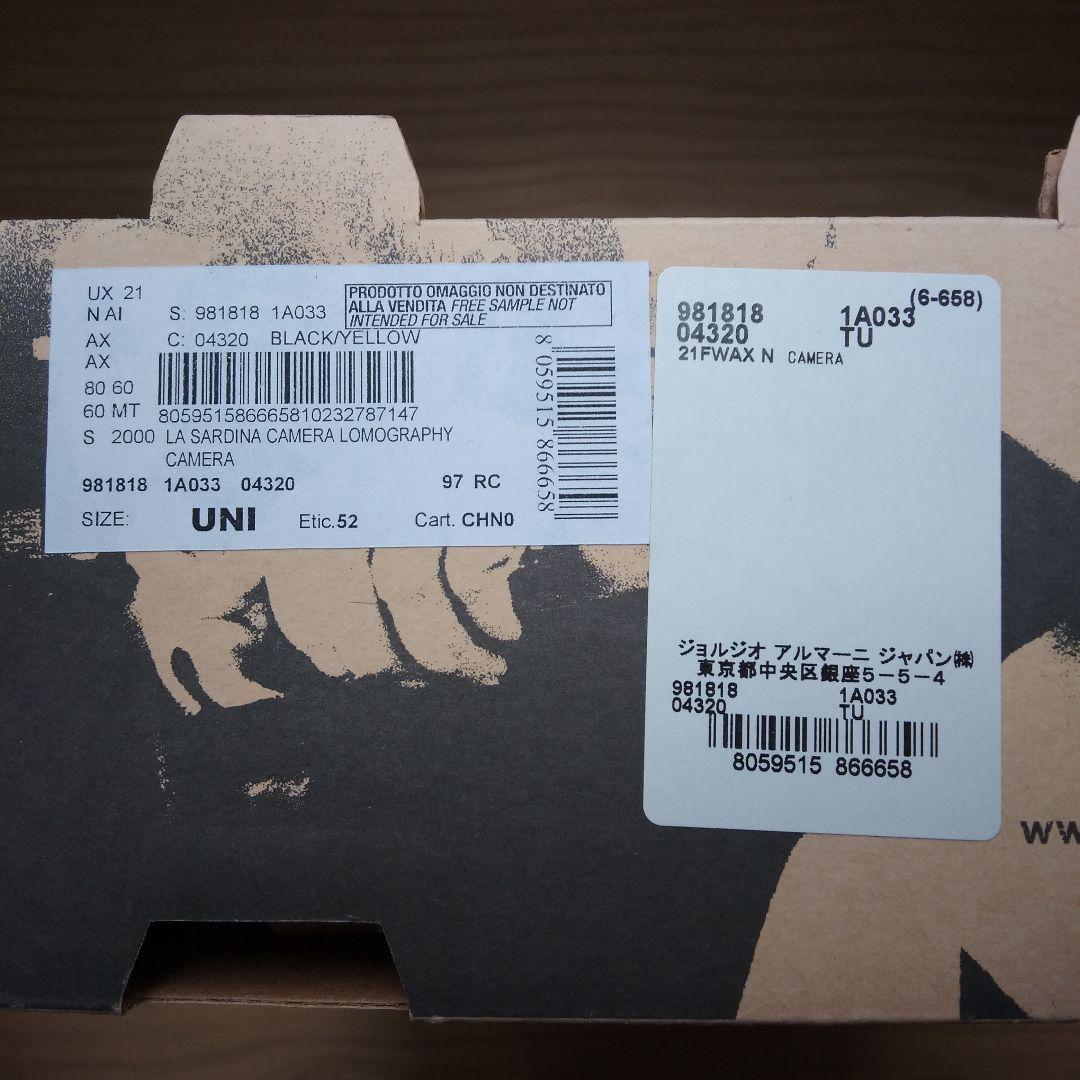 UX 21
N AI S: 981818 1A033
PRODOTTO OMAGGIO NON DESTINATO
ALLA VENDITA FREE SAMPLE NOT
INTENDED FOR SALE
AX C: 04320 BLACK/YELLOW
AX
80 60
60 MT 805951586665810232787147
S 2000 LA SARDINA CAMERA LOMOGRAPHY
CAMERA
981818 1A033 04320 97 RC
SIZE: UNI Etic.52 Cart. CHN0
8 059515 866658
(6-658)
981818 1A033
04320 TU
21FWAX N CAMERA
ジョルジオ アルマーニ ジャパン㈱
東京都中央区銀座5-5-4
981818 1A033
04320 TU
8059515 866658
ww